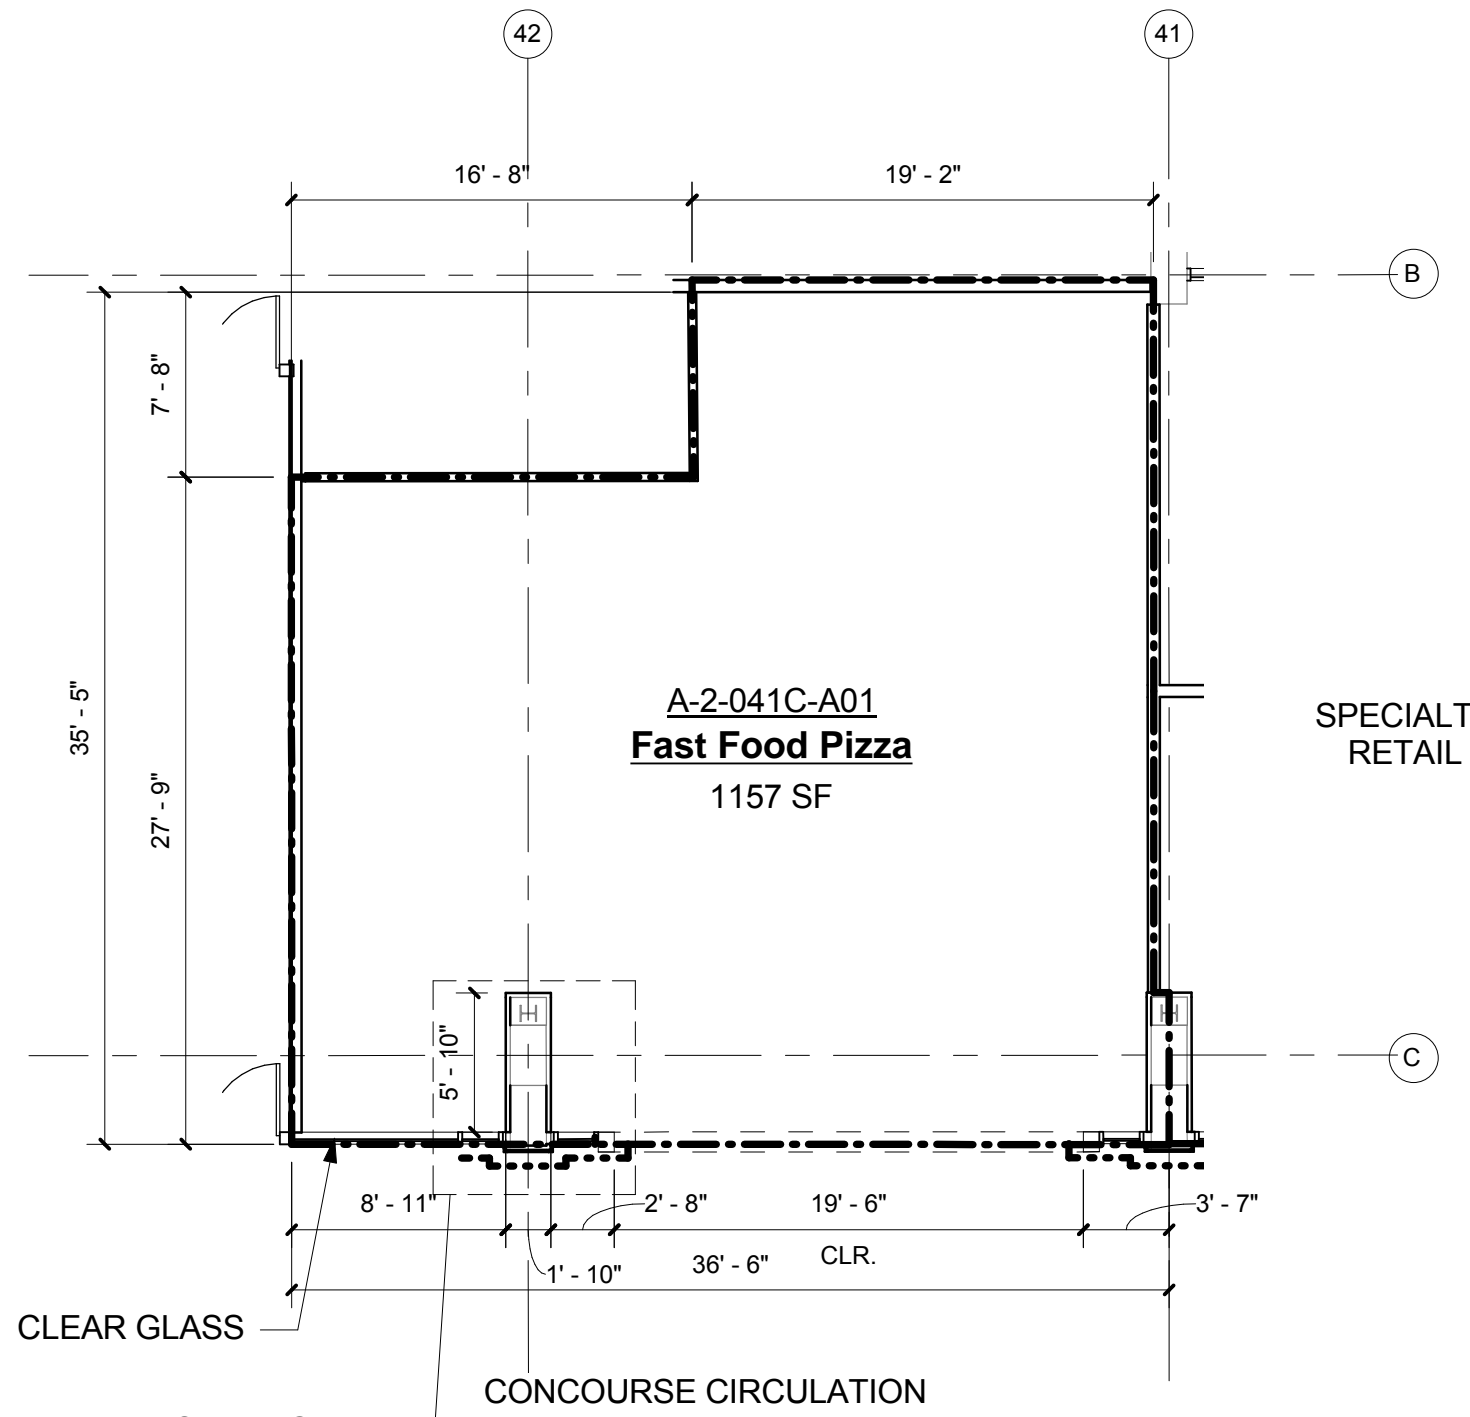 42
41
16' - 8"
19' - 2"
B
7' - 8"
35' - 5"
27' - 9"
A-2-041C-A01
Fast Food Pizza
1157 SF
SPECIALT
RETAIL
5' - 10"
C
8' - 11"
2' - 8"
19' - 6"
3' - 7"
CLR.
36' - 6"
1' - 10"
CLEAR GLASS
CONCOURSE CIRCULATION